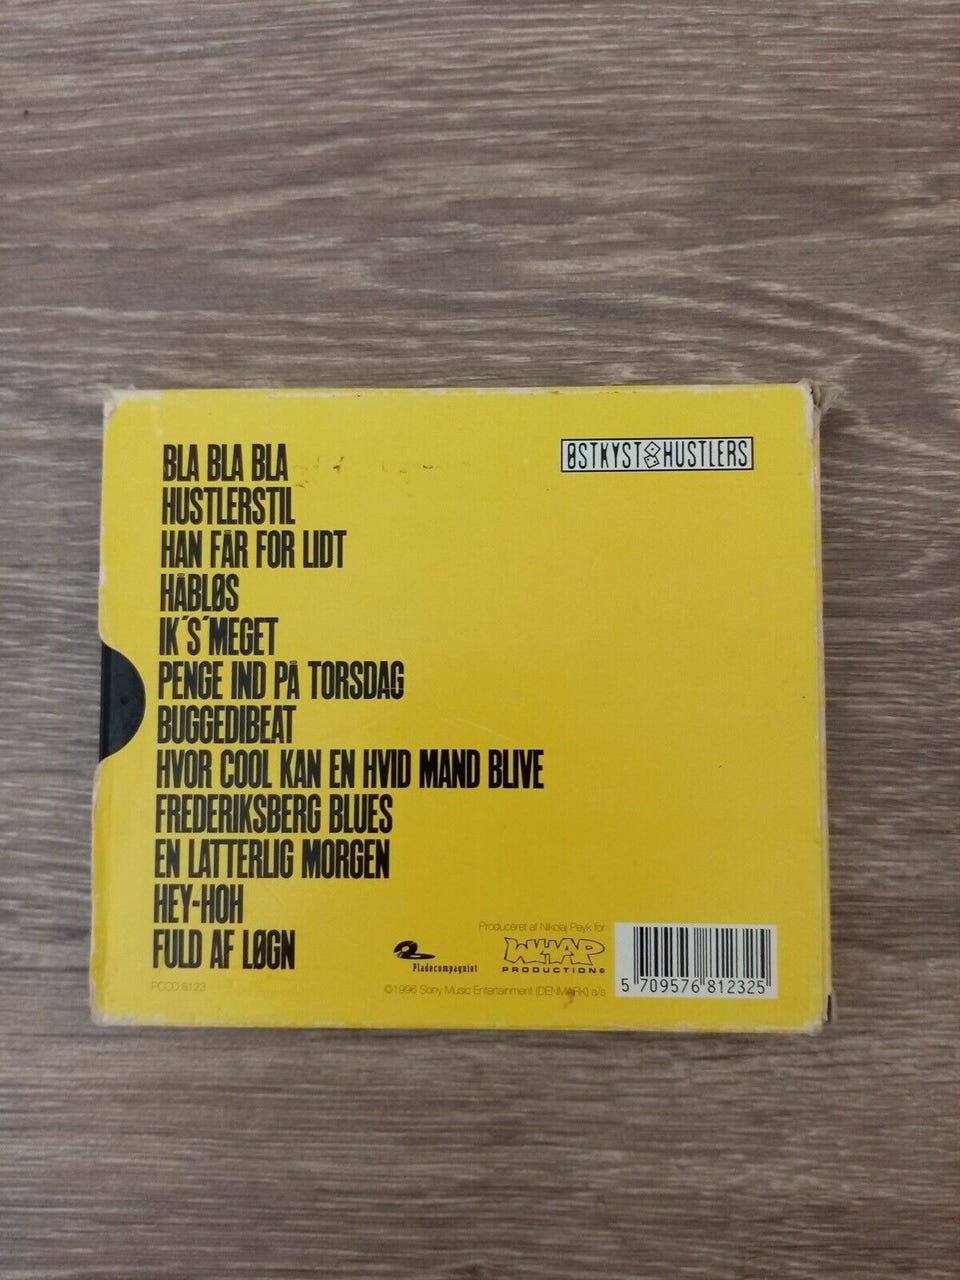 BLA BLA BLA
ØSTKYST HUSTLERS
HUSTLERSTIL
HAN FÅR FOR LIDT
HÅBLØS
IK´S´MEGET
PENGE IND PÅ TORSDAG
BUGGEDIBEAT
HVOR COOL KAN EN HVID MAND BLIVE
FREDERIKSBERG BLUES
EN LATTERLIG MORGEN
HEY-HOH
FULD AF LØGN
PCCD 8123
Pladecompagniet
Produceret af Nikolaj Peyk for
WHAP
PRODUCTION©
©1996 Sony Music Entertainment (DENMARK) a/s
5 709576 812325